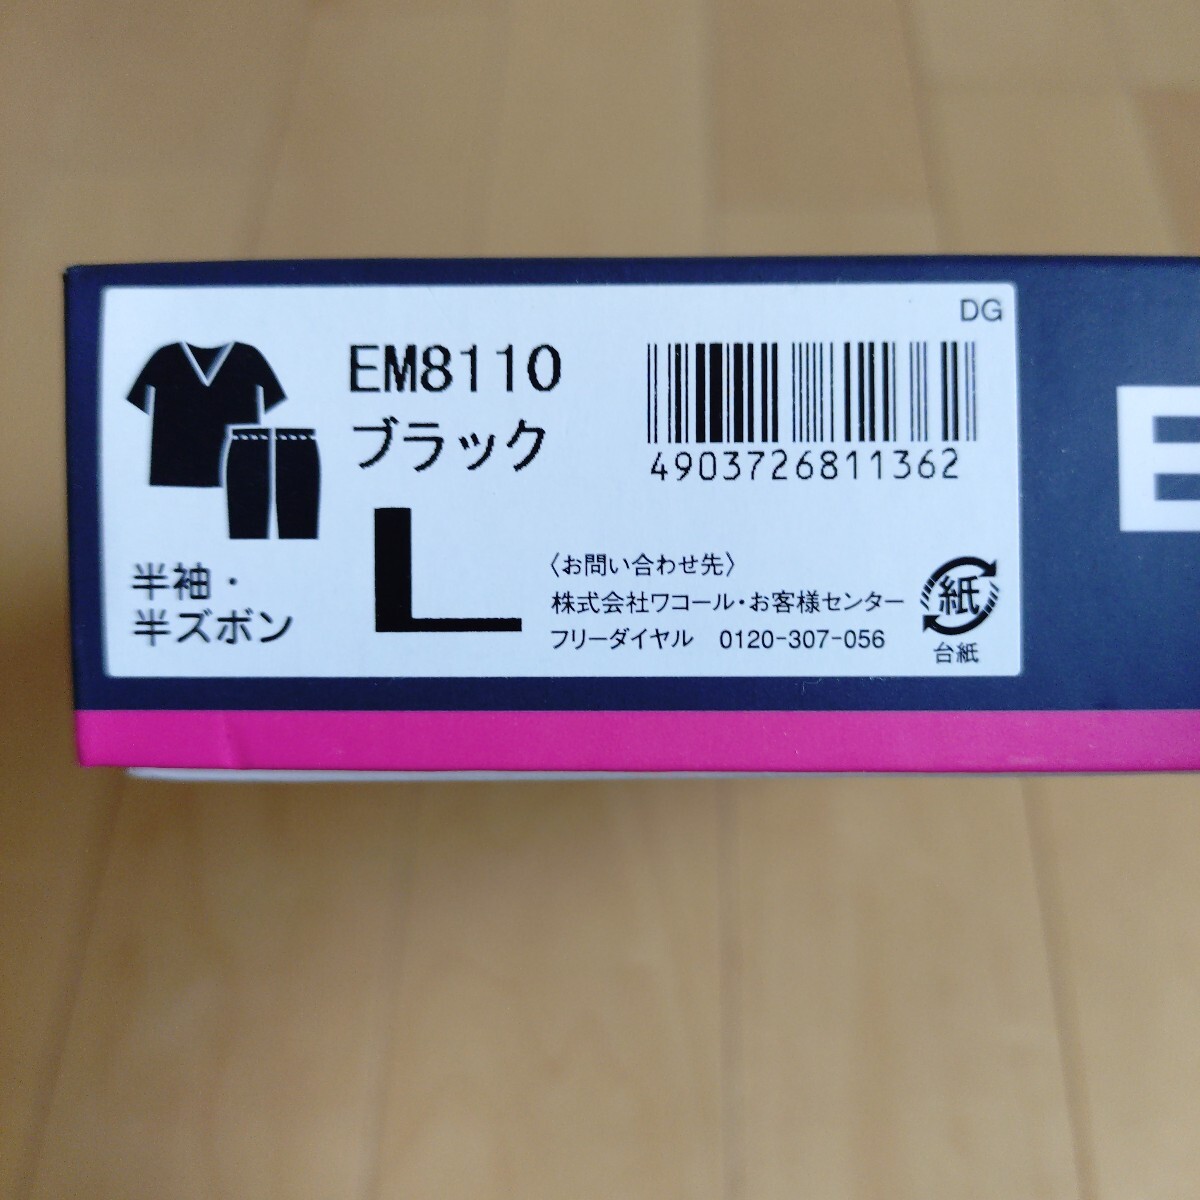 DG
EM8110
ブラック
4903726811362
L
半袖・
半ズボン
〈お問い合わせ先〉
株式会社ワコール・お客様センター
フリーダイヤル 0120-307-056
紙
台紙
E